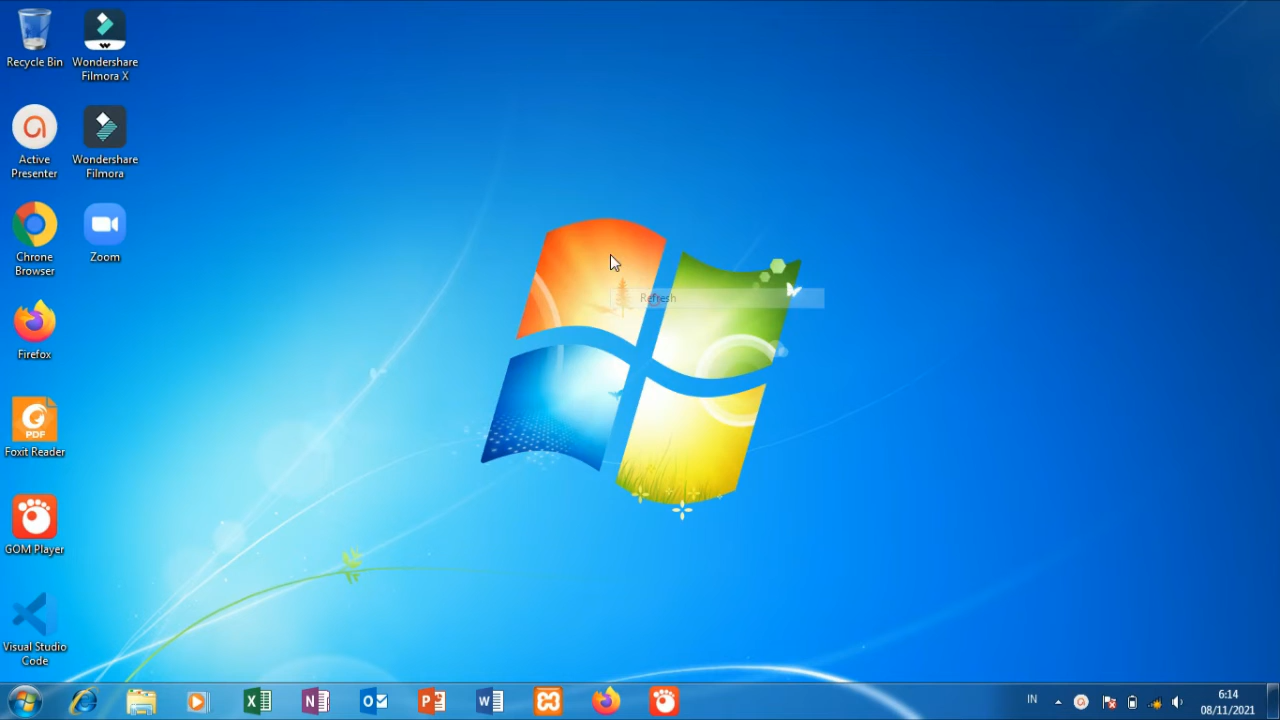 Recycle Bin
Wondershare
Filmora X
Active
Presenter
Wondershare
Filmora
Chrone
Browser
Zoom
Firefox
PDF
Foxit Reader
GOM Player
Visual Studio
Code
Refresh
IN
6:14
08/11/2021